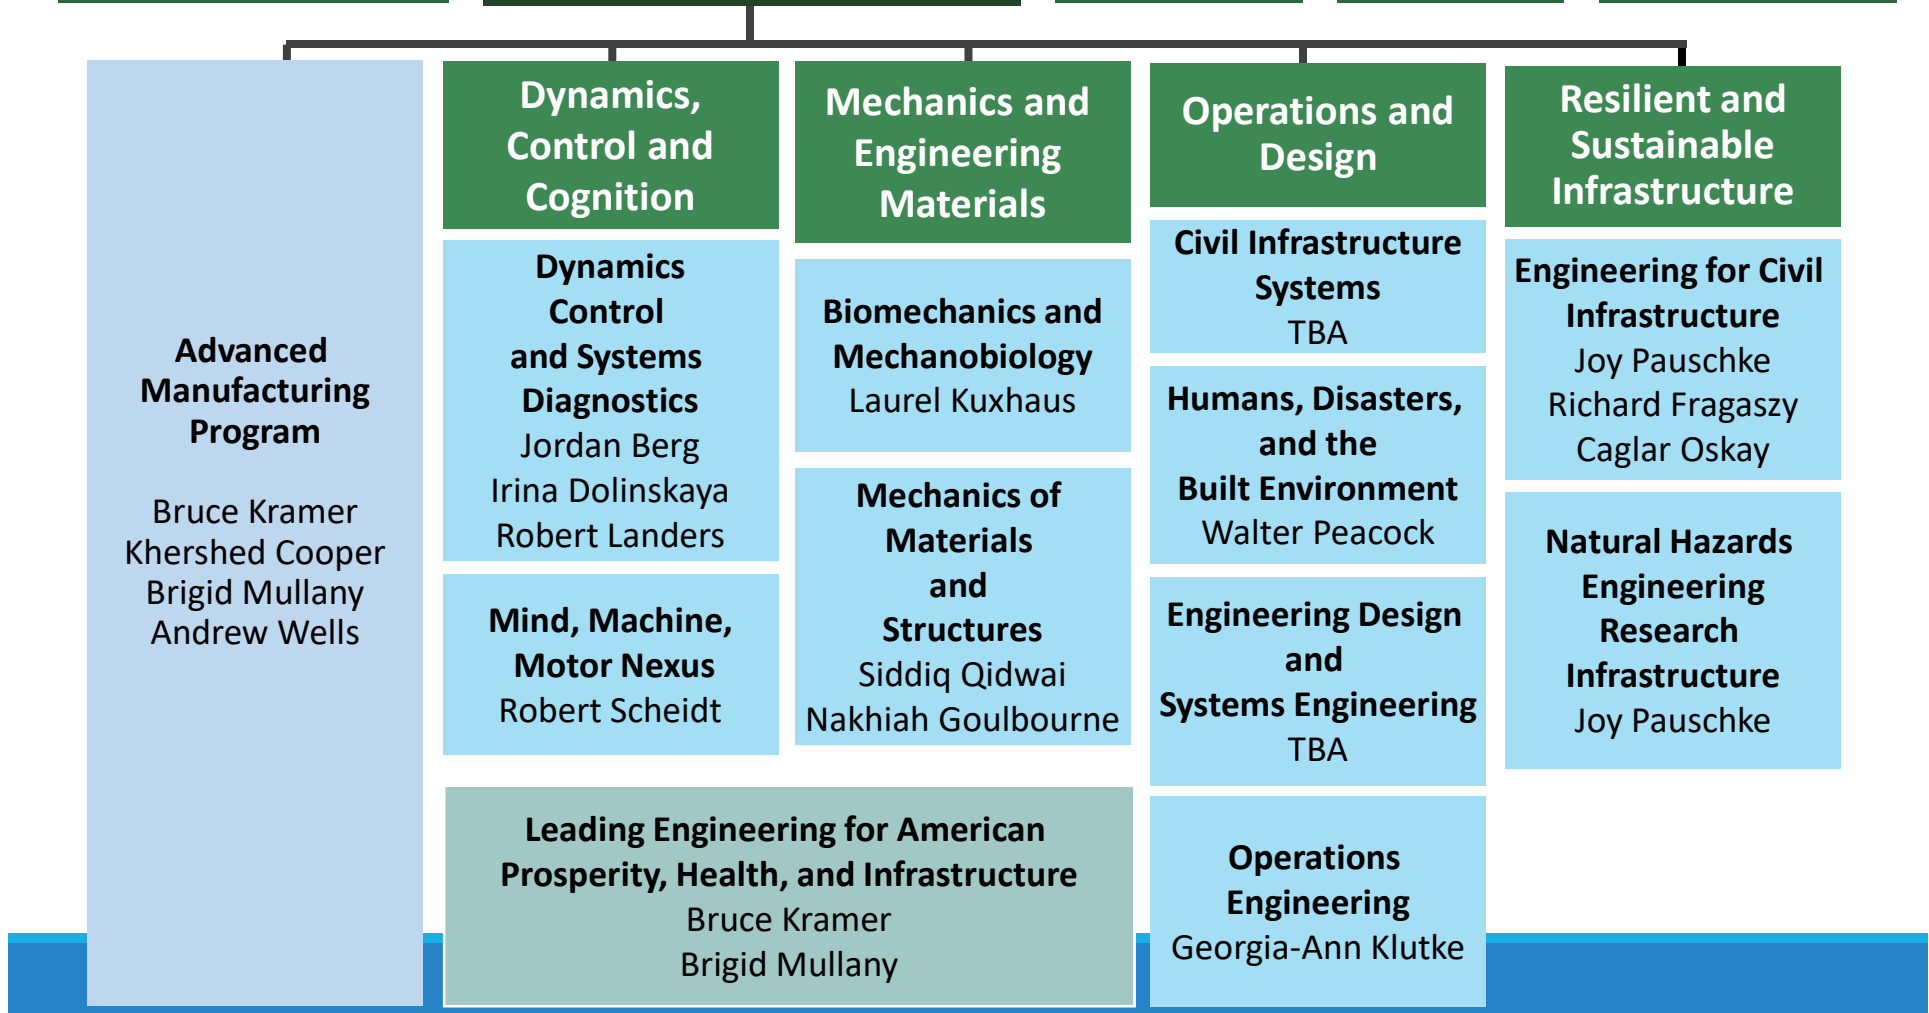 Advanced
Manufacturing
Program
Bruce Kramer
Khershed Cooper
Brigid Mullany
Andrew Wells
Dynamics,
Control and
Cognition
Dynamics
Control
and Systems
Diagnostics
Jordan Berg
Irina Dolinskaya
Robert Landers
Mind, Machine,
Motor Nexus
Robert Scheidt
Mechanics and
Engineering
Materials
Biomechanics and
Mechanobiology
Laurel Kuxhaus
Mechanics of
Materials
and
Structures
Siddiq Qidwai
Nakhiah Goulbourne
Leading Engineering for American
Prosperity, Health, and Infrastructure
Bruce Kramer
Brigid Mullany
Operations and
Design
Civil Infrastructure
Systems
TBA
Humans, Disasters,
and the
Built Environment
Walter Peacock
Engineering Design
and
Systems Engineering
TBA
Operations
Engineering
Georgia-Ann Klutke
Resilient and
Sustainable
Infrastructure
Engineering for Civil
Infrastructure
Joy Pauschke
Richard Fragaszy
Caglar Oskay
Natural Hazards
Engineering
Research
Infrastructure
Joy Pauschke